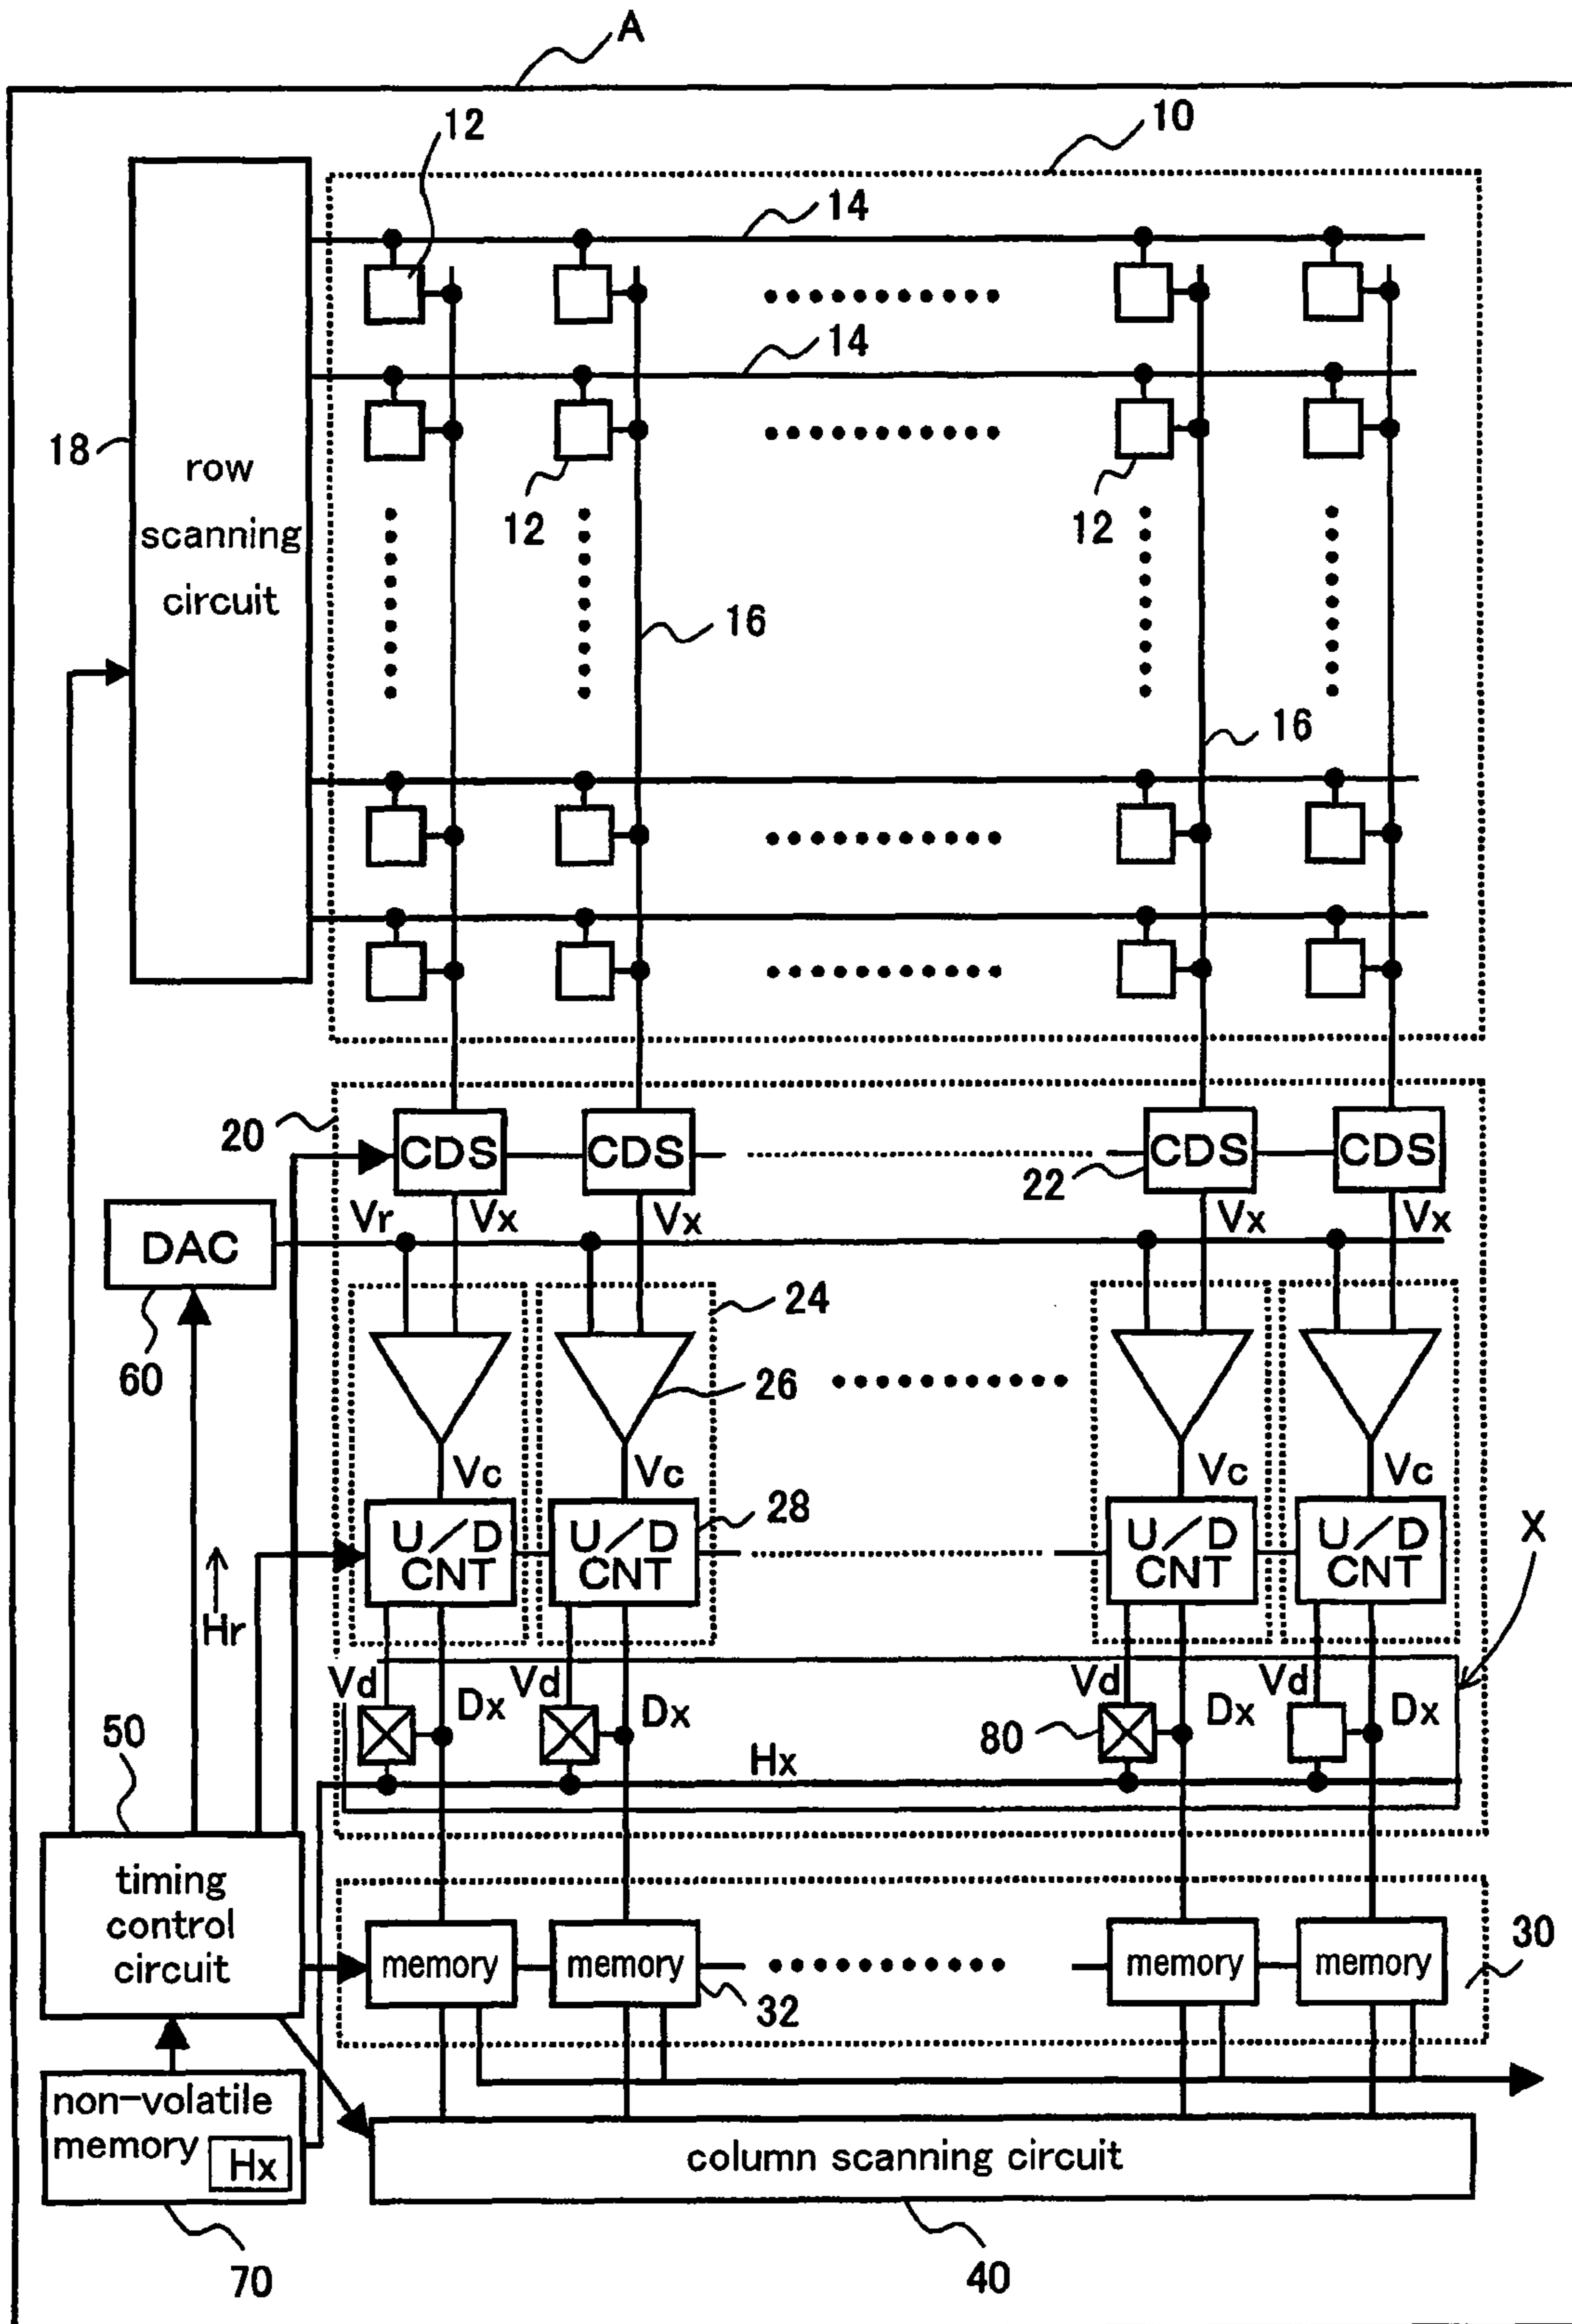 A
12
10
14
14
18
row
scanning
circuit
12
12
16
16
20
CDS
CDS
22
CDS
CDS
Vr
Vx
Vx
Vx
Vx
DAC
60
24
26
Vc
Vc
Vc
Vc
28
U/D
CNT
U/D
CNT
U/D
CNT
U/D
CNT
X
Hr
Vd
Dx
Vd
Dx
Vd
Dx
Vd
Dx
80
Hx
50
timing
control
circuit
memory
memory
memory
memory
30
32
non-volatile
memory
Hx
column scanning circuit
70
40